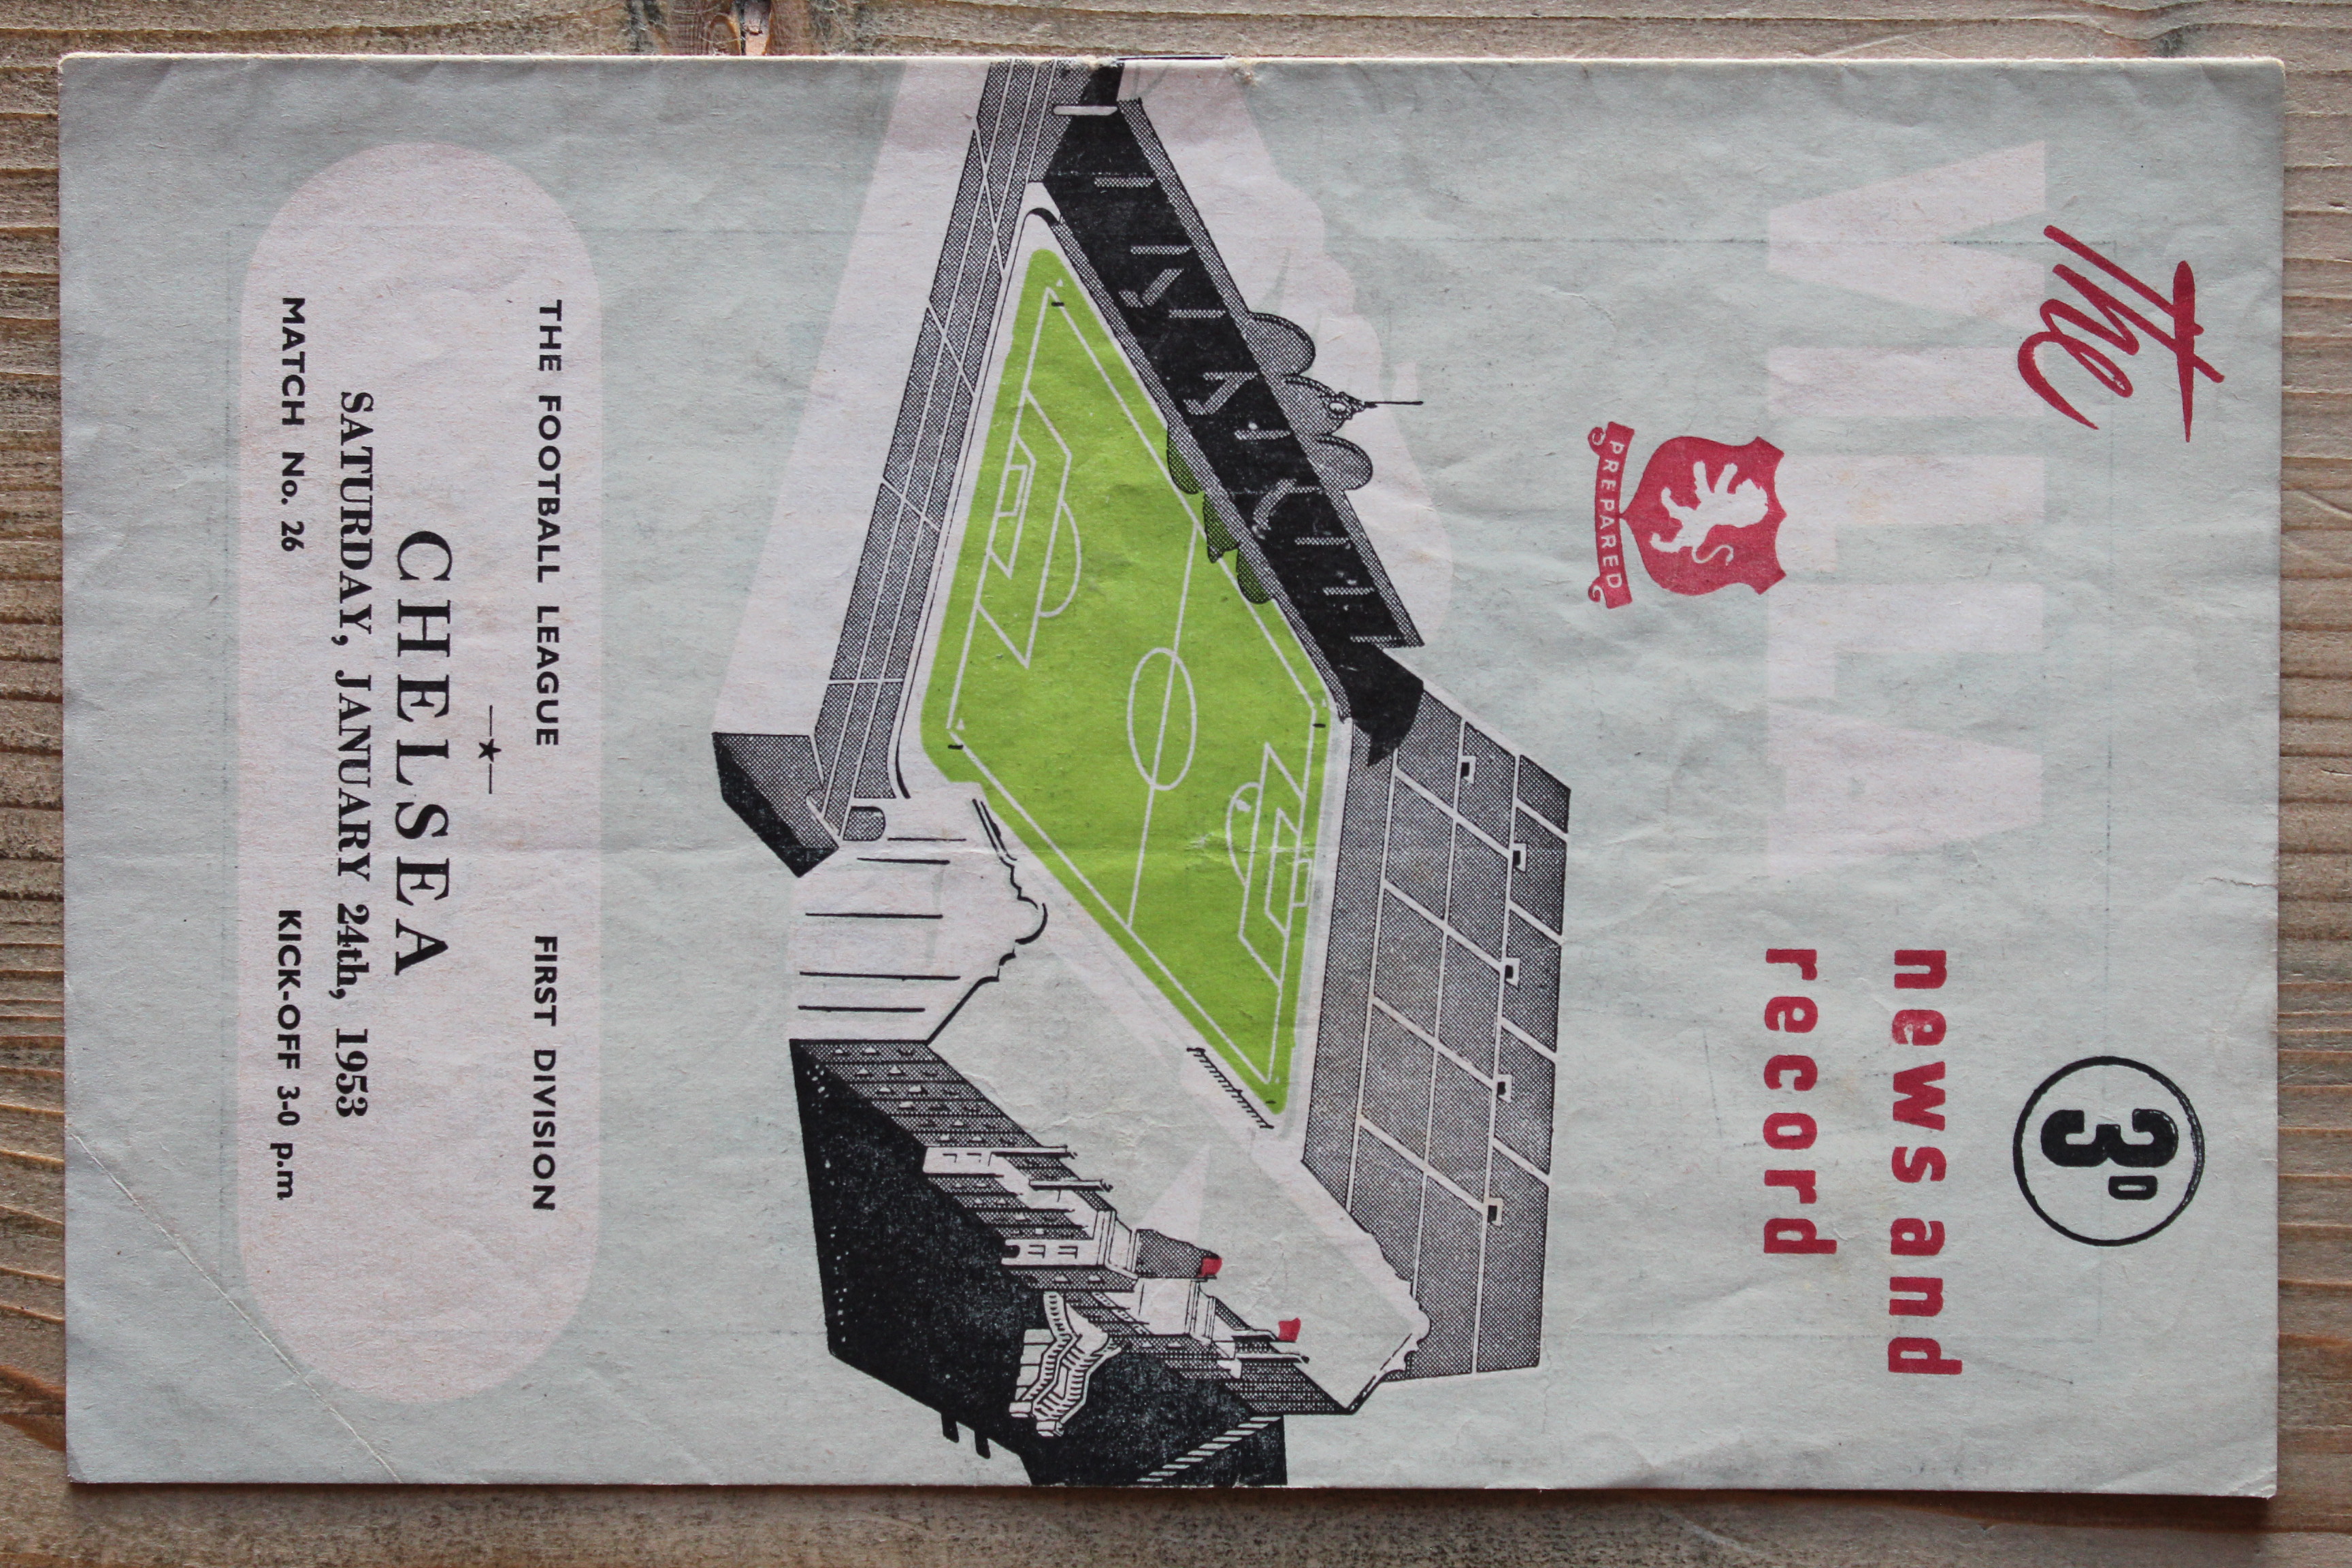 The
VILLA
news and
record
3D
PREPARED
THE FOOTBALL LEAGUE FIRST DIVISION
CHELSEA
SATURDAY, JANUARY 24th, 1953
MATCH No. 26 KICK-OFF 3-0 p.m